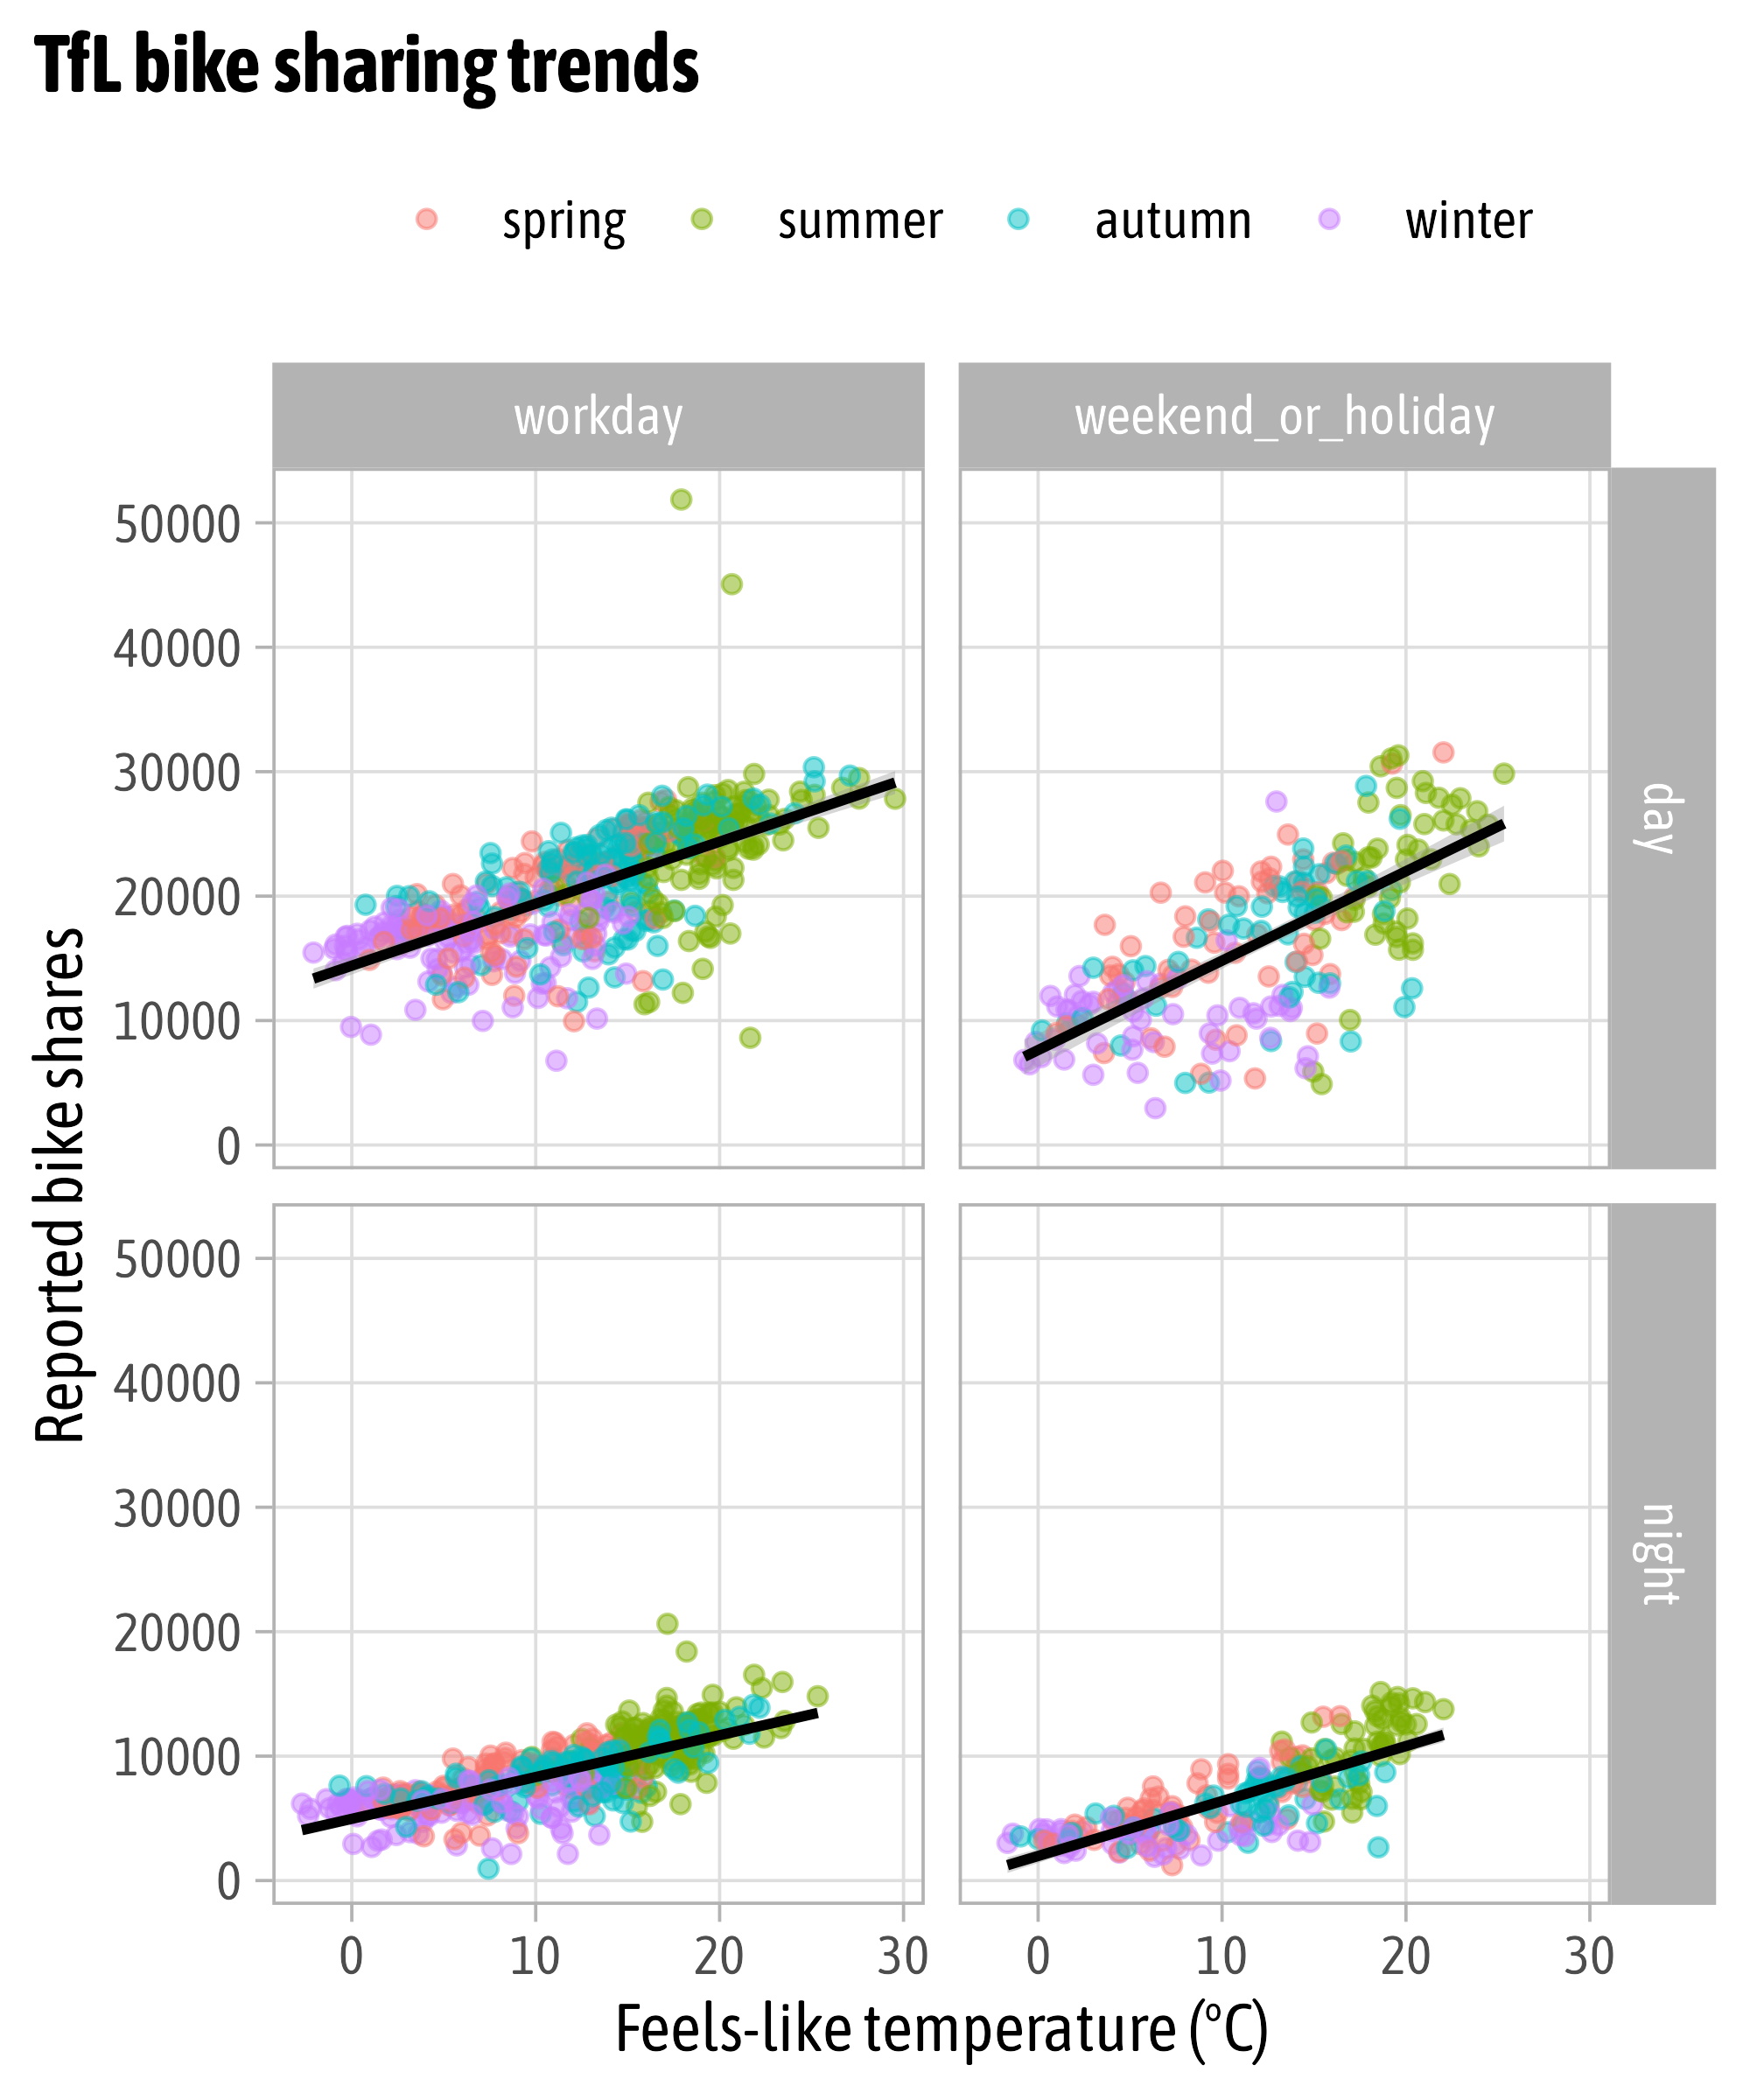 TfL bike sharing trends
spring summer autumn winter
workday weekend_or_holiday
50000
40000
30000
20000
10000
0
day
50000
40000
30000
20000
10000
0
night
0 10 20 30 0 10 20 30
Reported bike shares
Feels-like temperature (°C)